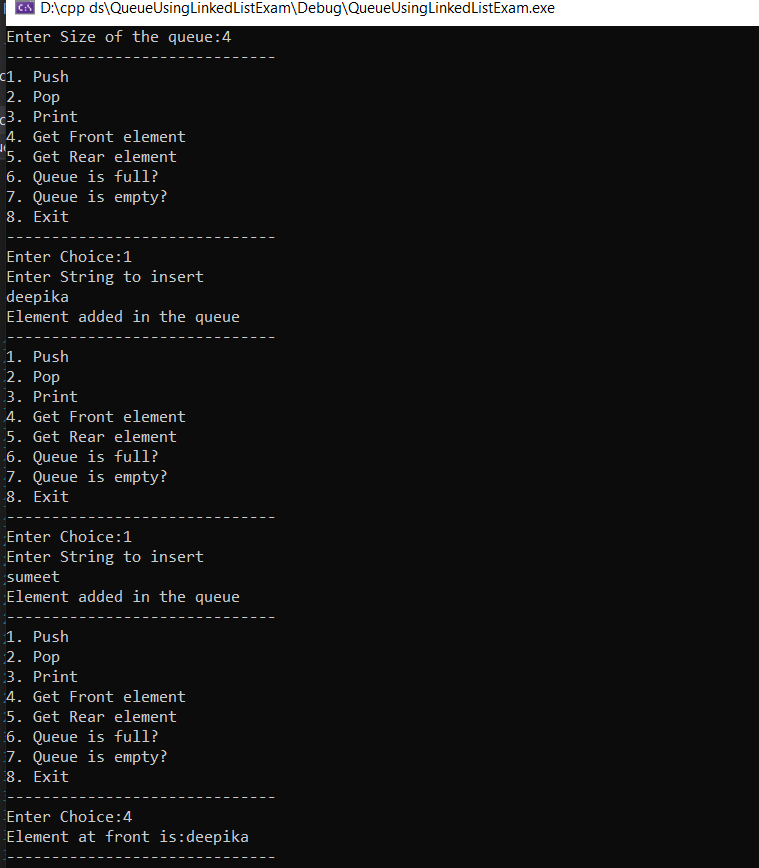 D:\cpp ds\QueueUsingLinkedListExam\Debug\QueueUsingLinkedListExam.exe
Enter Size of the queue:4
------------------------------
1. Push
2. Pop
3. Print
4. Get Front element
5. Get Rear element
6. Queue is full?
7. Queue is empty?
8. Exit
------------------------------
Enter Choice:1
Enter String to insert
deepika
Element added in the queue
------------------------------
1. Push
2. Pop
3. Print
4. Get Front element
5. Get Rear element
6. Queue is full?
7. Queue is empty?
8. Exit
------------------------------
Enter Choice:1
Enter String to insert
sumeet
Element added in the queue
------------------------------
1. Push
2. Pop
3. Print
4. Get Front element
5. Get Rear element
6. Queue is full?
7. Queue is empty?
8. Exit
------------------------------
Enter Choice:4
Element at front is:deepika
------------------------------